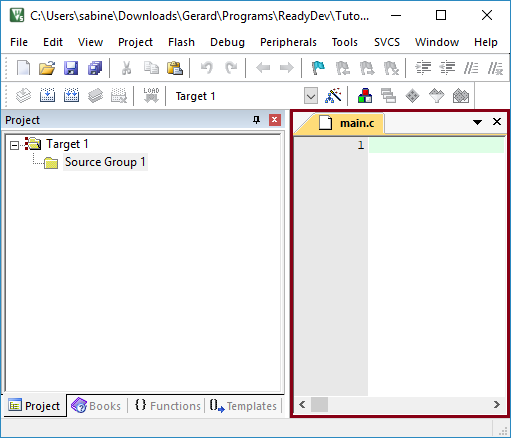 C:\Users\sabine\Downloads\Gerard\Programs\ReadyDev\Tuto...
File Edit View Project Flash Debug Peripherals Tools SVCS Window Help
LOAD Target 1
Project
main.c
Target 1
1
Source Group 1
Project Books {} Functions Templates